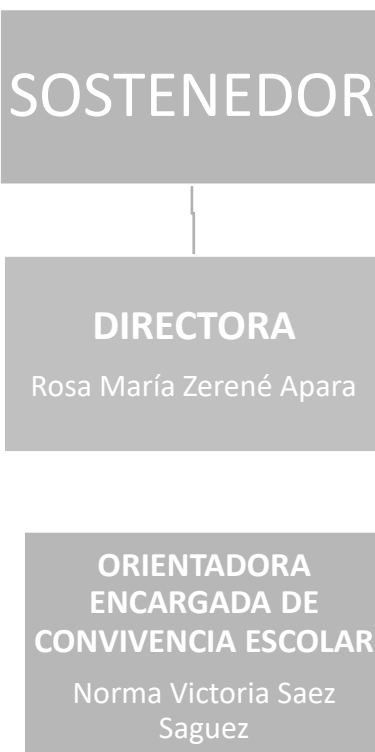 SOSTENEDOR
DIRECTORA
Rosa María Zerené Apara
ORIENTADORA
ENCARGADA DE
CONVIVENCIA ESCOLAR
Norma Victoria Saez
Saguez